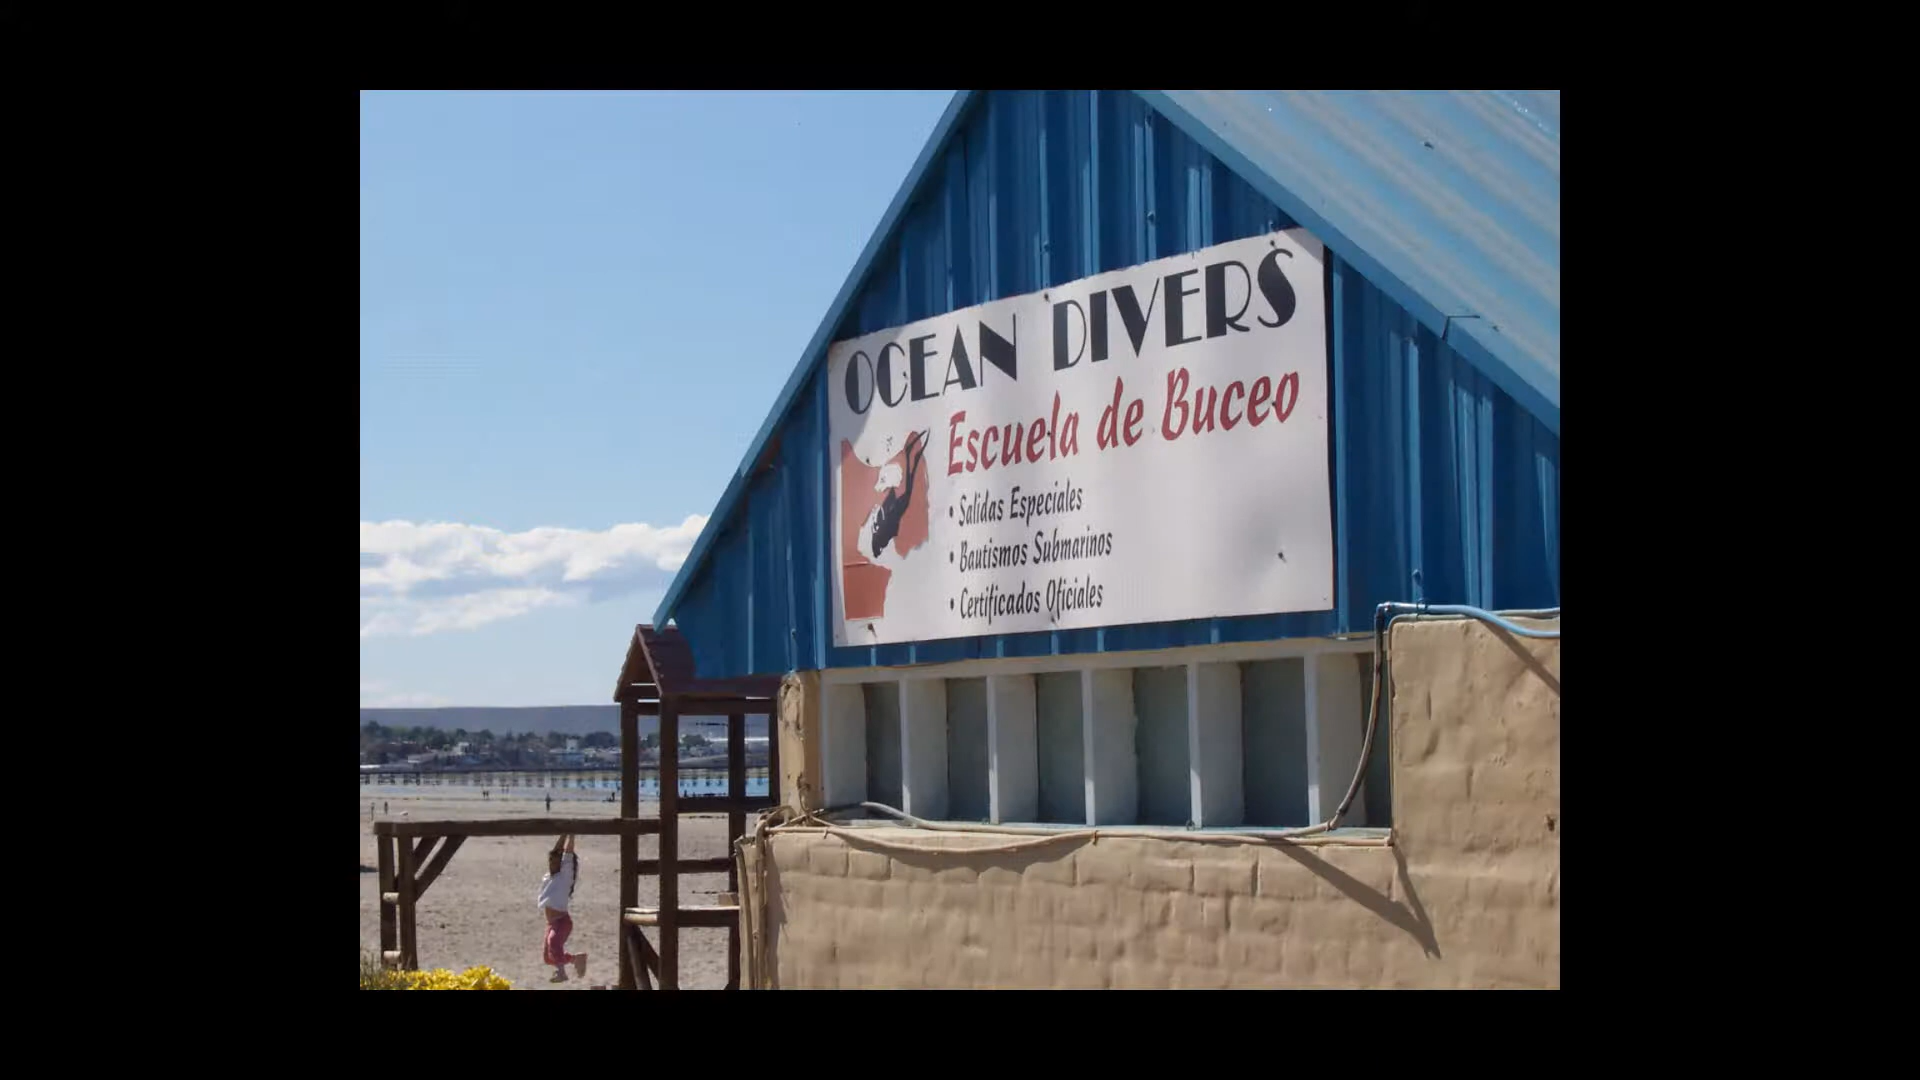 OCEAN DIVERS
Escuela de Buceo
• Salidas Especiales
• Bautismos Submarinos
• Certificados Oficiales